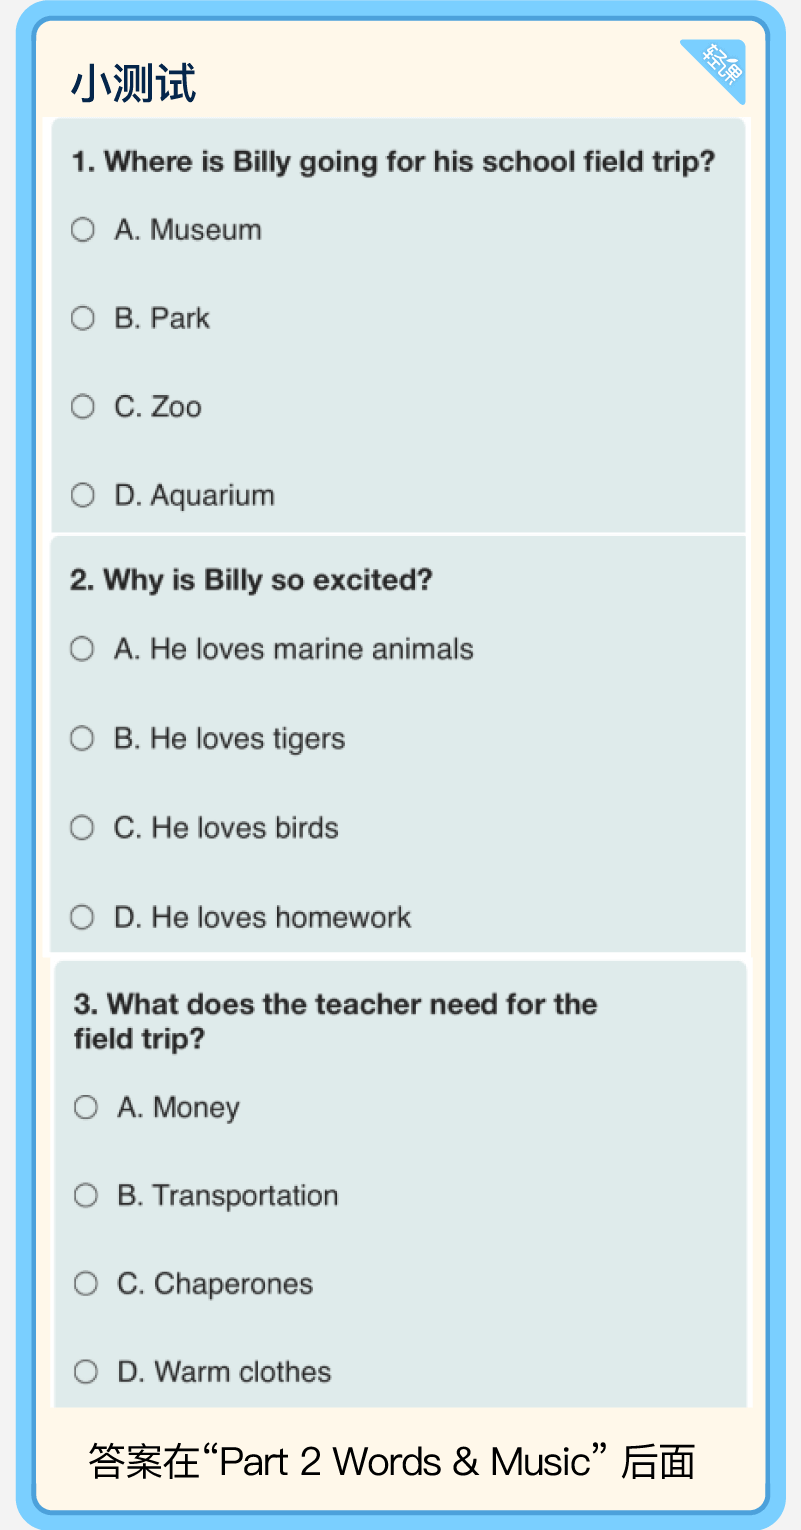 小测试
轻课
1. Where is Billy going for his school field trip?
A. Museum
B. Park
C. Zoo
D. Aquarium
2. Why is Billy so excited?
A. He loves marine animals
B. He loves tigers
C. He loves birds
D. He loves homework
3. What does the teacher need for the
field trip?
A. Money
B. Transportation
C. Chaperones
D. Warm clothes
答案在“Part 2 Words & Music” 后面